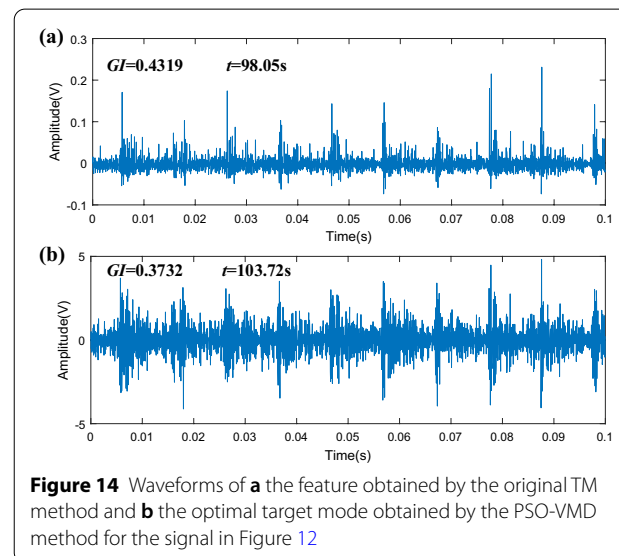 (a)
GI=0.4319 t=98.05s
0.3
0.2
0.1
0
-0.1
Amplitude(V)
0 0.01 0.02 0.03 0.04 0.05 0.06 0.07 0.08 0.09 0.1
Time(s)
(b)
GI=0.3732 t=103.72s
5
0
-5
Amplitude(V)
0 0.01 0.02 0.03 0.04 0.05 0.06 0.07 0.08 0.09 0.1
Time(s)
Figure 14 Waveforms of a the feature obtained by the original TM
method and b the optimal target mode obtained by the PSO-VMD
method for the signal in Figure 12